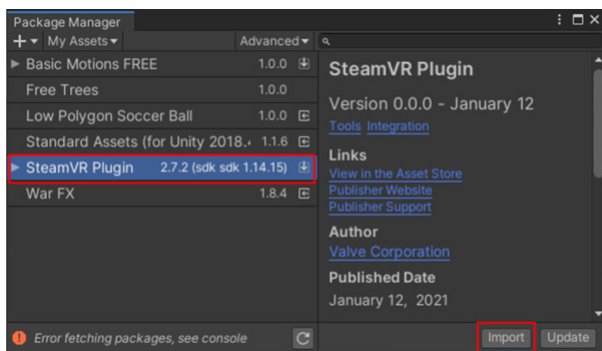 Package Manager
My Assets
Advanced
Basic Motions FREE 1.0.0
Free Trees 1.0.0
Low Polygon Soccer Ball 1.0.0
Standard Assets (for Unity 2018. 1.1.6
SteamVR Plugin 2.7.2 (sdk sdk 1.14.15)
War FX 1.8.4
Error fetching packages, see console
SteamVR Plugin
Version 0.0.0 - January 12
Tools Integration
Links
View in the Asset Store
Publisher Website
Publisher Support
Author
Valve Corporation
Published Date
January 12, 2021
Import Update